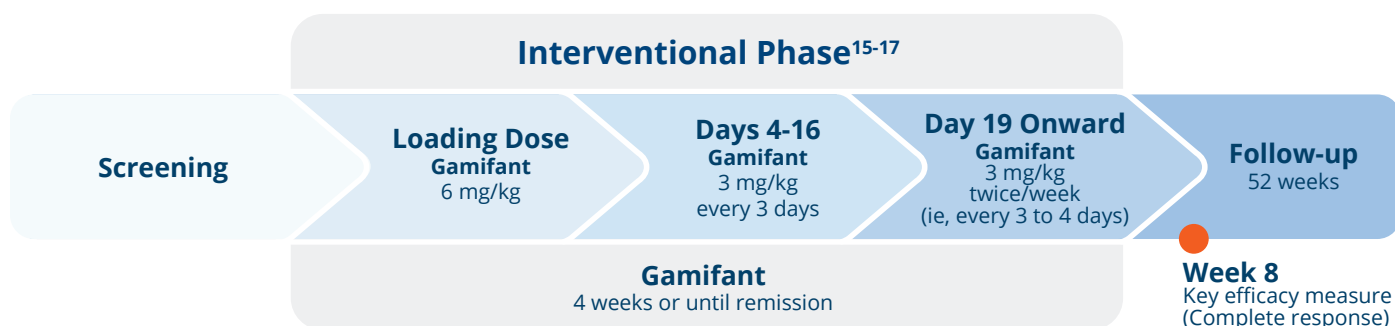 Interventional Phase15-17
Screening
Loading Dose
Gamifant
6 mg/kg
Days 4-16
Gamifant
3 mg/kg
every 3 days
Day 19 Onward
Gamifant
3 mg/kg
twice/week
(ie, every 3 to 4 days)
Follow-up
52 weeks
Gamifant
4 weeks or until remission
Week 8
Key efficacy measure
(Complete response)